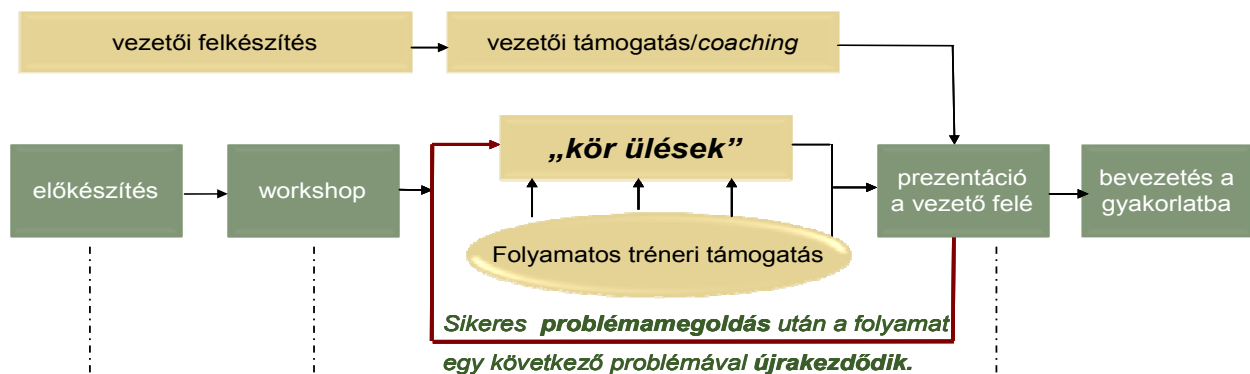 vezetői felkészítés
vezetői támogatás/coaching
„kör ülések”
előkészítés
workshop
prezentáció
a vezető felé
bevezetés a
gyakorlatba
Folyamatos tréneri támogatás
Sikeres problémamegoldás után a folyamat
egy következő problémával újrakezdődik.